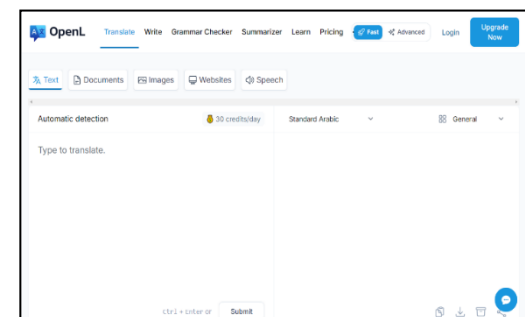 OpenL Translate Write Grammar Checker Summarizer Learn Pricing Fast Advanced Login Upgrade Now
Text Documents Images Websites Speech
Automatic detection 30 credits/day Standard Arabic General
Type to translate.
ctrl + enter or Submit